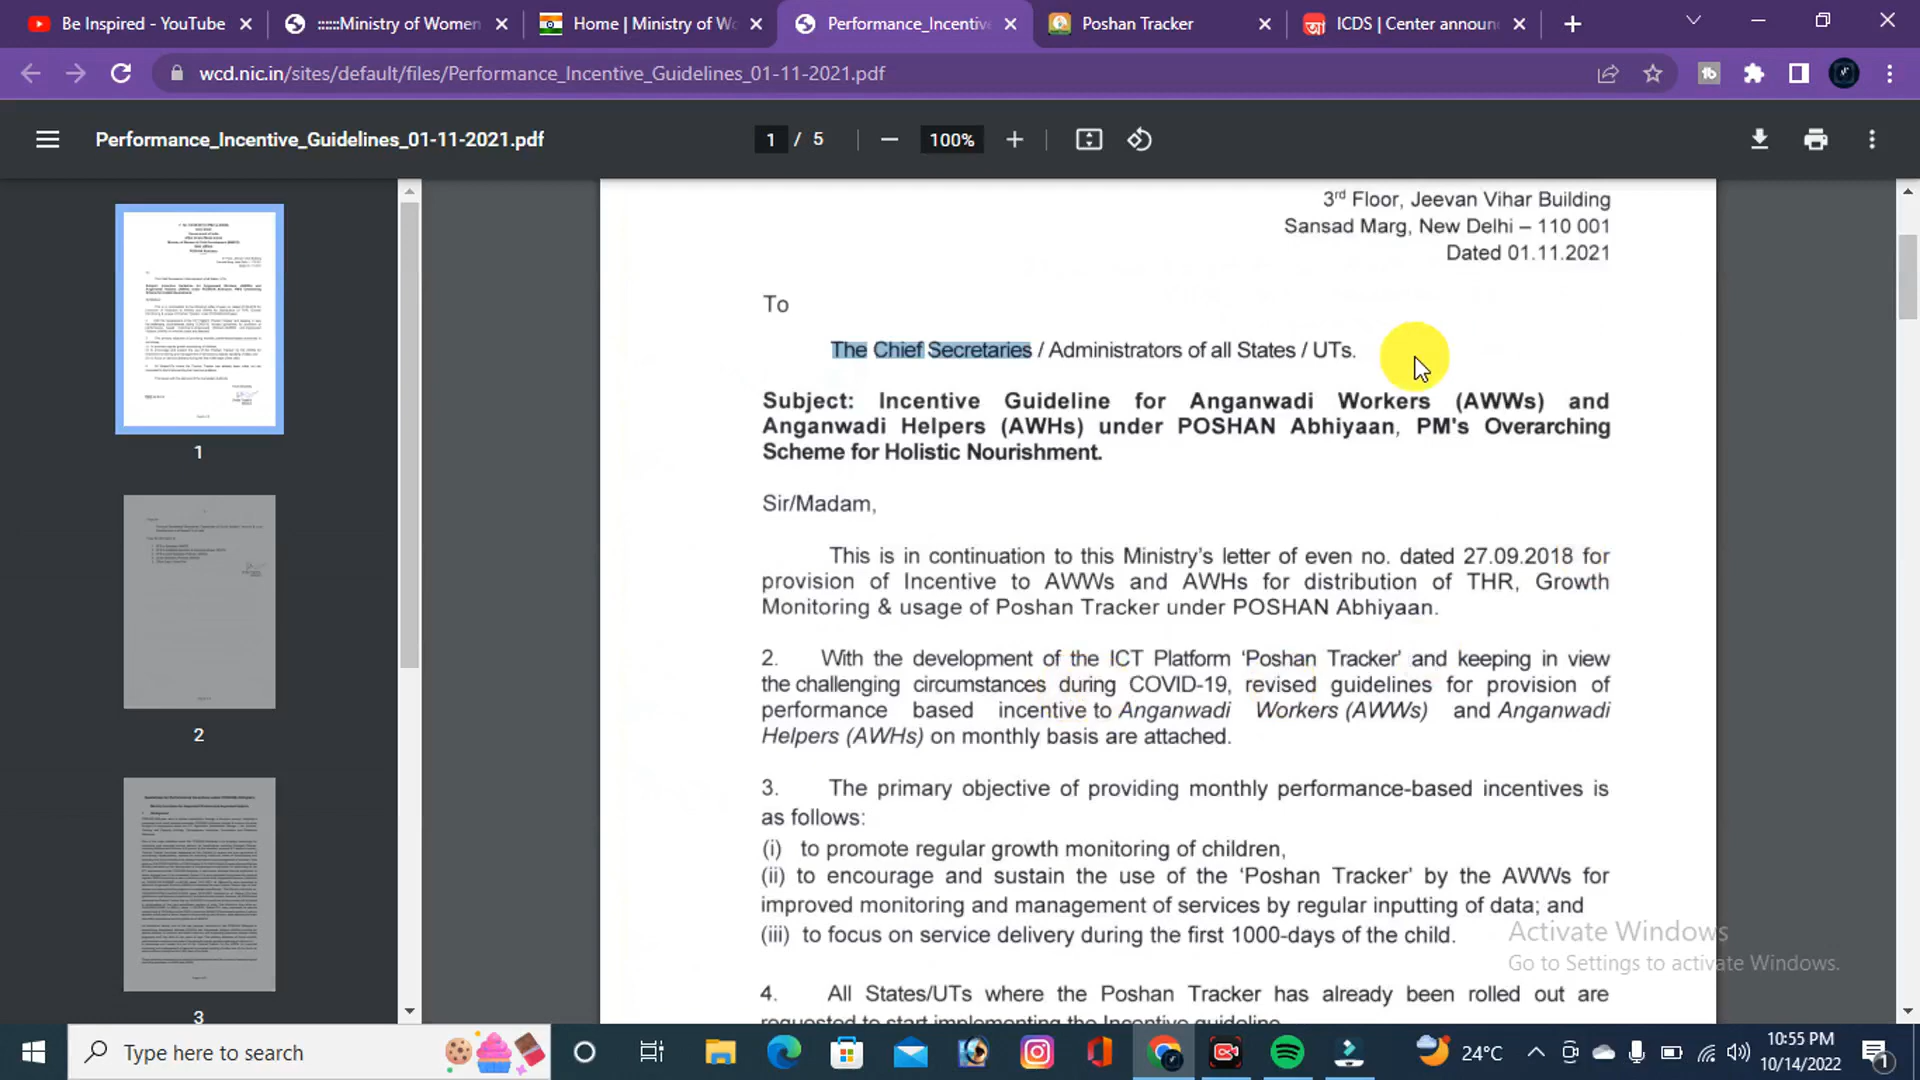 Be Inspired - YouTube
:::::Ministry of Women
Home | Ministry of Wo
Performance_Incentive
Poshan Tracker
ICDS | Center announ
wcd.nic.in/sites/default/files/Performance_Incentive_Guidelines_01-11-2021.pdf
Performance_Incentive_Guidelines_01-11-2021.pdf
1 / 5
100%
3rd Floor, Jeevan Vihar Building
Sansad Marg, New Delhi – 110 001
Dated 01.11.2021
To
The Chief Secretaries / Administrators of all States / UTs.
Subject: Incentive Guideline for Anganwadi Workers (AWWs) and
Anganwadi Helpers (AWHs) under POSHAN Abhiyaan, PM's Overarching
Scheme for Holistic Nourishment.
Sir/Madam,
This is in continuation to this Ministry's letter of even no. dated 27.09.2018 for
provision of Incentive to AWWs and AWHs for distribution of THR, Growth
Monitoring & usage of Poshan Tracker under POSHAN Abhiyaan.
2. With the development of the ICT Platform ‘Poshan Tracker’ and keeping in view
the challenging circumstances during COVID-19, revised guidelines for provision of
performance based incentive to Anganwadi Workers (AWWs) and Anganwadi
Helpers (AWHs) on monthly basis are attached.
3. The primary objective of providing monthly performance-based incentives is
as follows:
(i) to promote regular growth monitoring of children,
(ii) to encourage and sustain the use of the ‘Poshan Tracker’ by the AWWs for
improved monitoring and management of services by regular inputting of data; and
(iii) to focus on service delivery during the first 1000-days of the child.
4. All States/UTs where the Poshan Tracker has already been rolled out are
requested to start implementing the Incentive guideline
1
2
3
Activate Windows
Go to Settings to activate Windows.
Type here to search
24°C
10:55 PM
10/14/2022
1